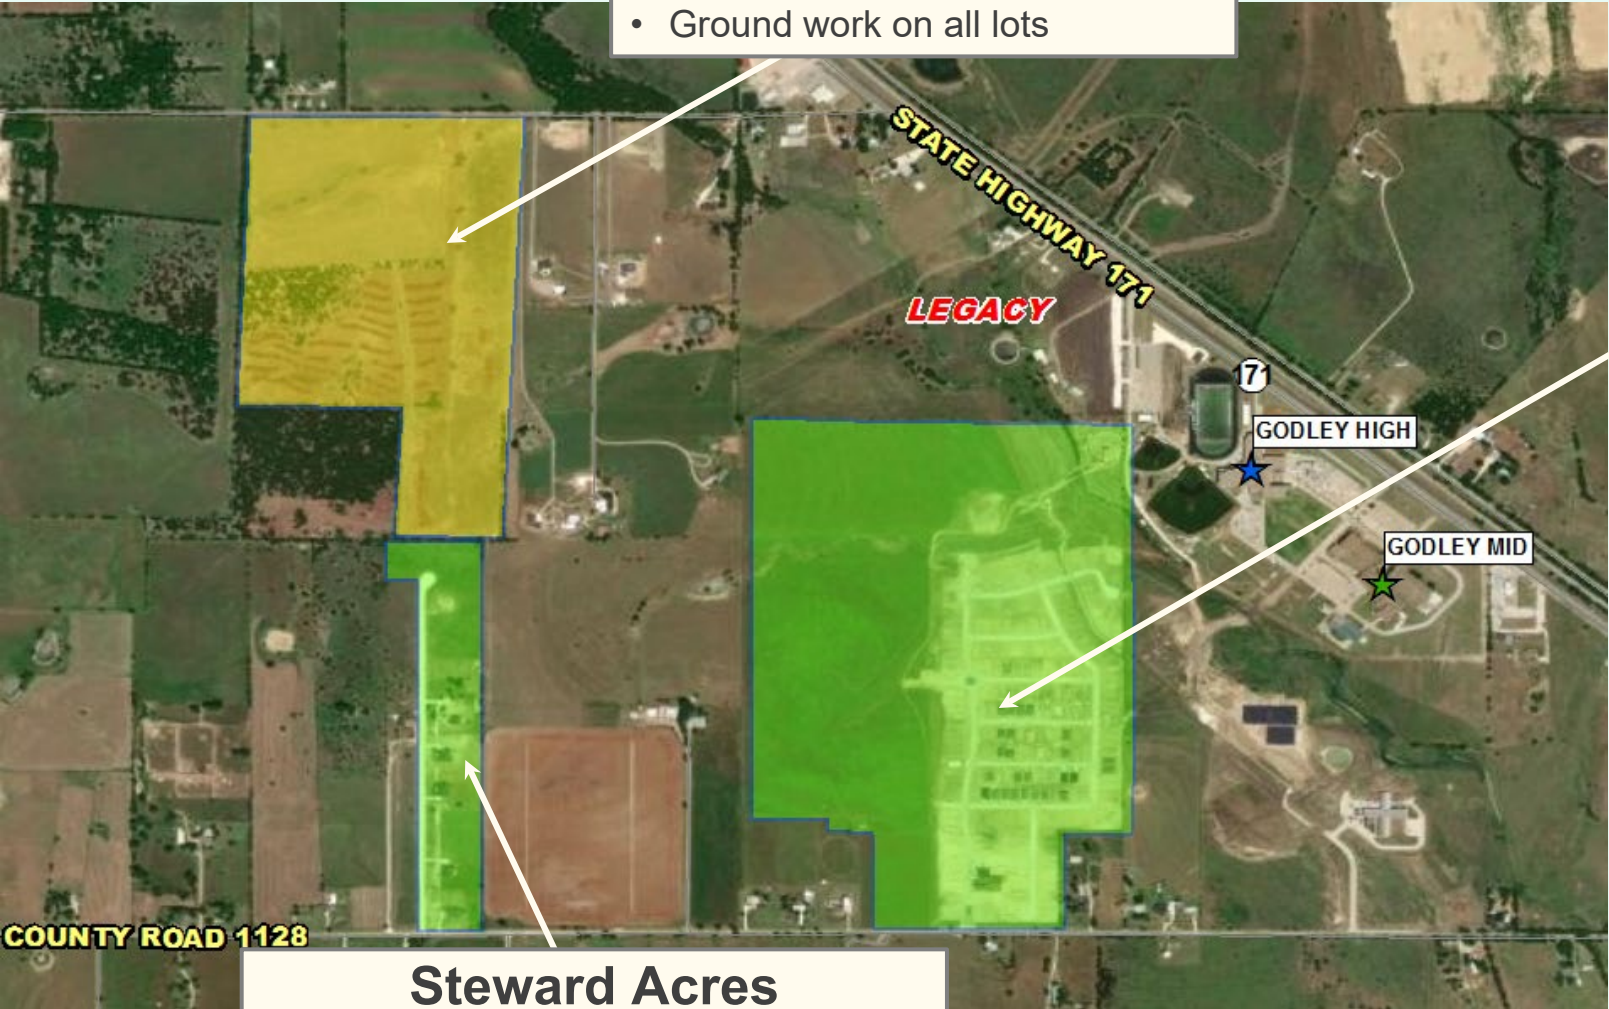 • Ground work on all lots
STATE HIGHWAY 171
LEGACY
171
GODLEY HIGH
GODLEY MID
COUNTY ROAD 1128
Steward Acres